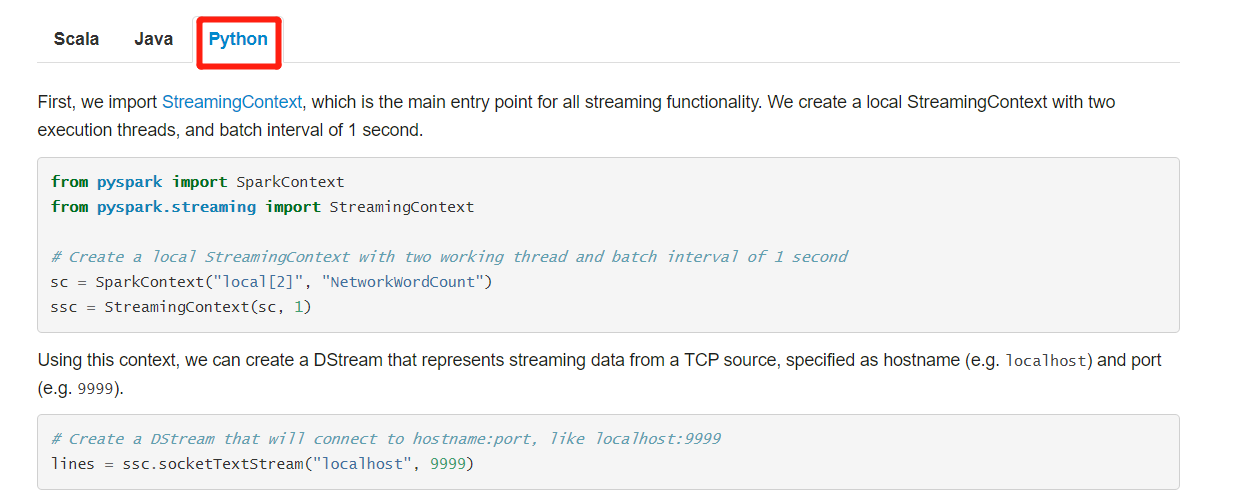 Scala Java Python
First, we import StreamingContext, which is the main entry point for all streaming functionality. We create a local StreamingContext with two
execution threads, and batch interval of 1 second.
from pyspark import SparkContext
from pyspark.streaming import StreamingContext
# Create a local StreamingContext with two working thread and batch interval of 1 second
sc = SparkContext("local[2]", "NetworkWordCount")
ssc = StreamingContext(sc, 1)
Using this context, we can create a DStream that represents streaming data from a TCP source, specified as hostname (e.g. localhost) and port
(e.g. 9999).
# Create a DStream that will connect to hostname:port, like localhost:9999
lines = ssc.socketTextStream("localhost", 9999)